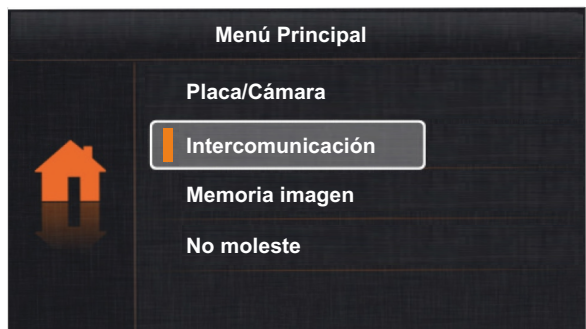 Menú Principal
Placa/Cámara
Intercomunicación
Memoria imagen
No moleste